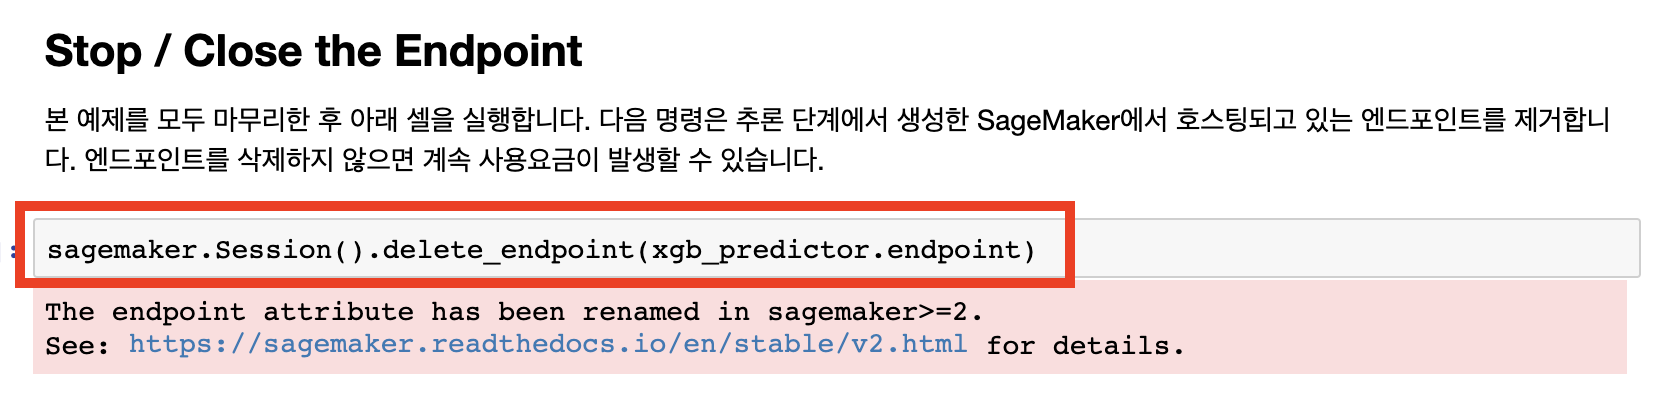 Stop / Close the Endpoint
본 예제를 모두 마무리한 후 아래 셀을 실행합니다. 다음 명령은 추론 단계에서 생성한 SageMaker에서 호스팅되고 있는 엔드포인트를 제거합니
다. 엔드포인트를 삭제하지 않으면 계속 사용요금이 발생할 수 있습니다.
:
sagemaker.Session().delete_endpoint(xgb_predictor.endpoint)
The endpoint attribute has been renamed in sagemaker>=2.
See: https://sagemaker.readthedocs.io/en/stable/v2.html for details.